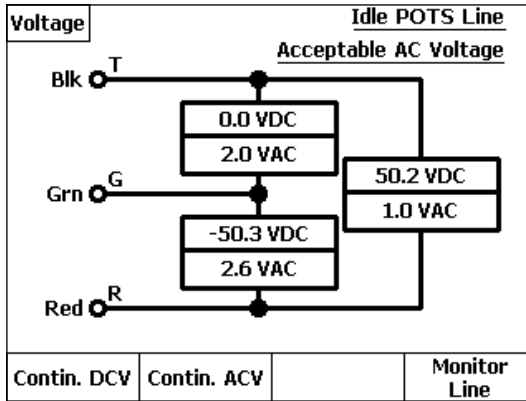 Voltage
Idle POTS Line
Acceptable AC Voltage
Blk T
0.0 VDC
2.0 VAC
50.2 VDC
1.0 VAC
Grn G
-50.3 VDC
2.6 VAC
Red R
Contin. DCV
Contin. ACV
Monitor
Line